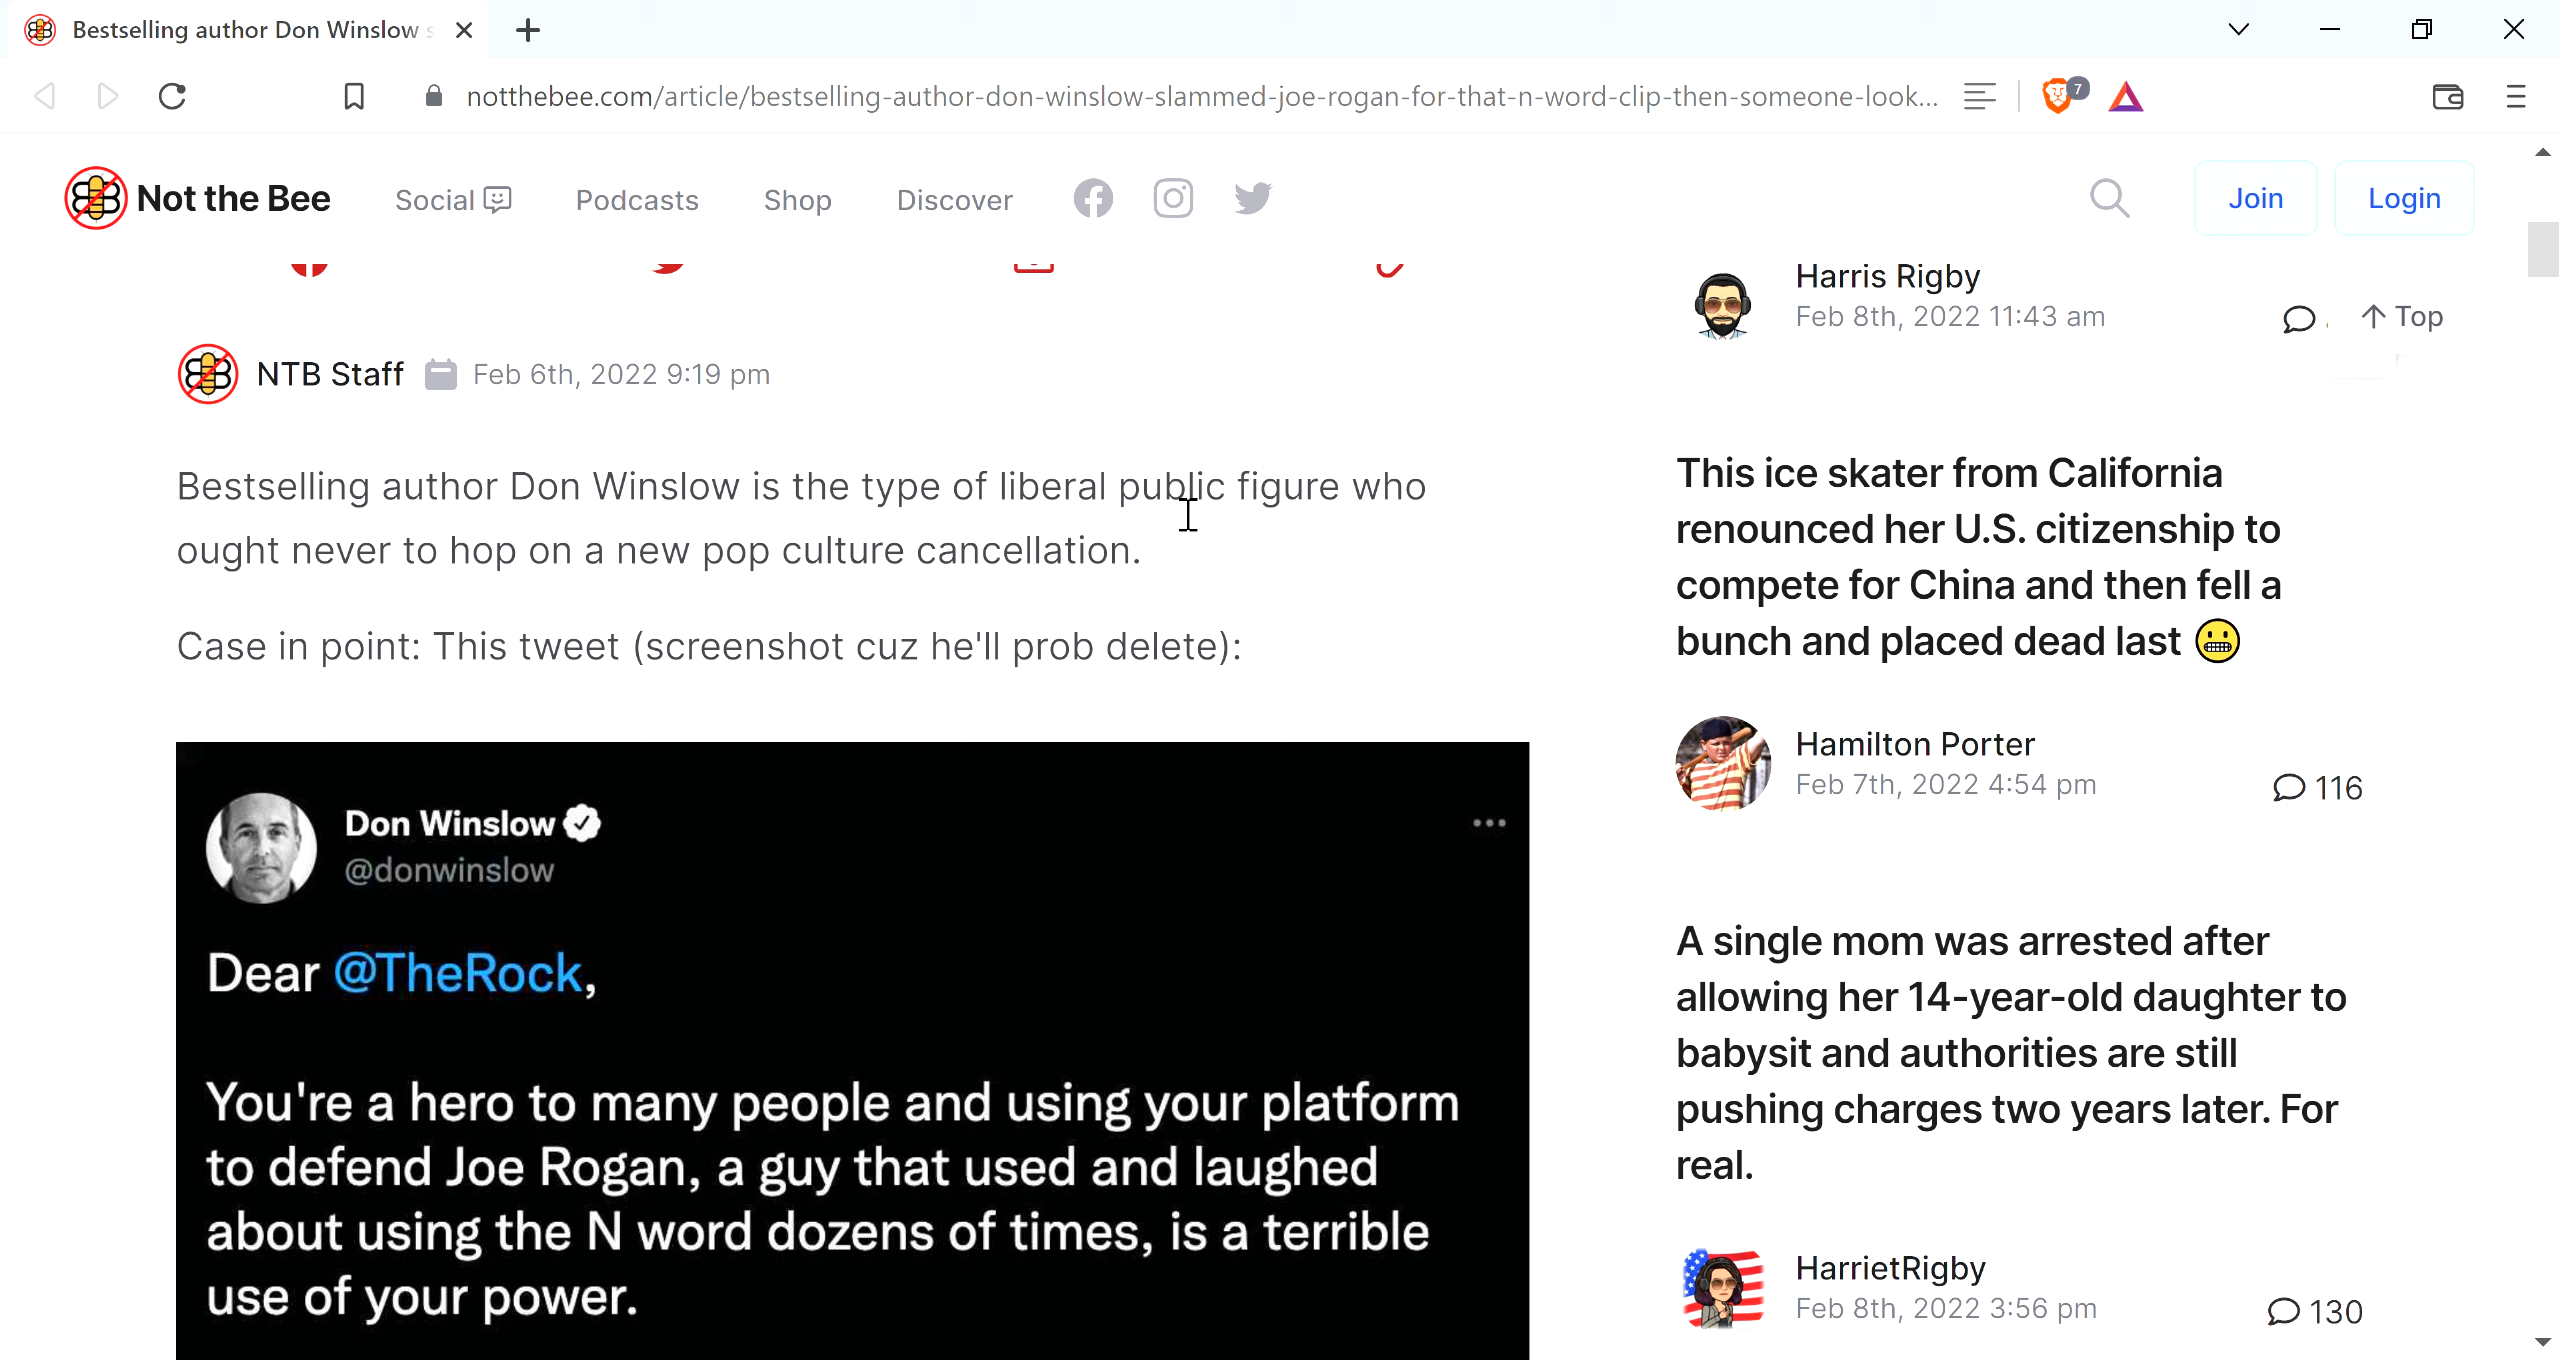 Bestselling author Don Winslow s
notthebee.com/article/bestselling-author-don-winslow-slammed-joe-rogan-for-that-n-word-clip-then-someone-look...
7
Not the Bee
Social
Podcasts
Shop
Discover
Join
Login
NTB Staff
Feb 6th, 2022 9:19 pm
Bestselling author Don Winslow is the type of liberal public figure who
ought never to hop on a new pop culture cancellation.
Case in point: This tweet (screenshot cuz he'll prob delete):
Don Winslow
@donwinslow
Dear @TheRock,
You're a hero to many people and using your platform
to defend Joe Rogan, a guy that used and laughed
about using the N word dozens of times, is a terrible
use of your power.
Harris Rigby
Feb 8th, 2022 11:43 am
Top
This ice skater from California
renounced her U.S. citizenship to
compete for China and then fell a
bunch and placed dead last 😬
Hamilton Porter
Feb 7th, 2022 4:54 pm
116
A single mom was arrested after
allowing her 14-year-old daughter to
babysit and authorities are still
pushing charges two years later. For
real.
HarrietRigby
Feb 8th, 2022 3:56 pm
130